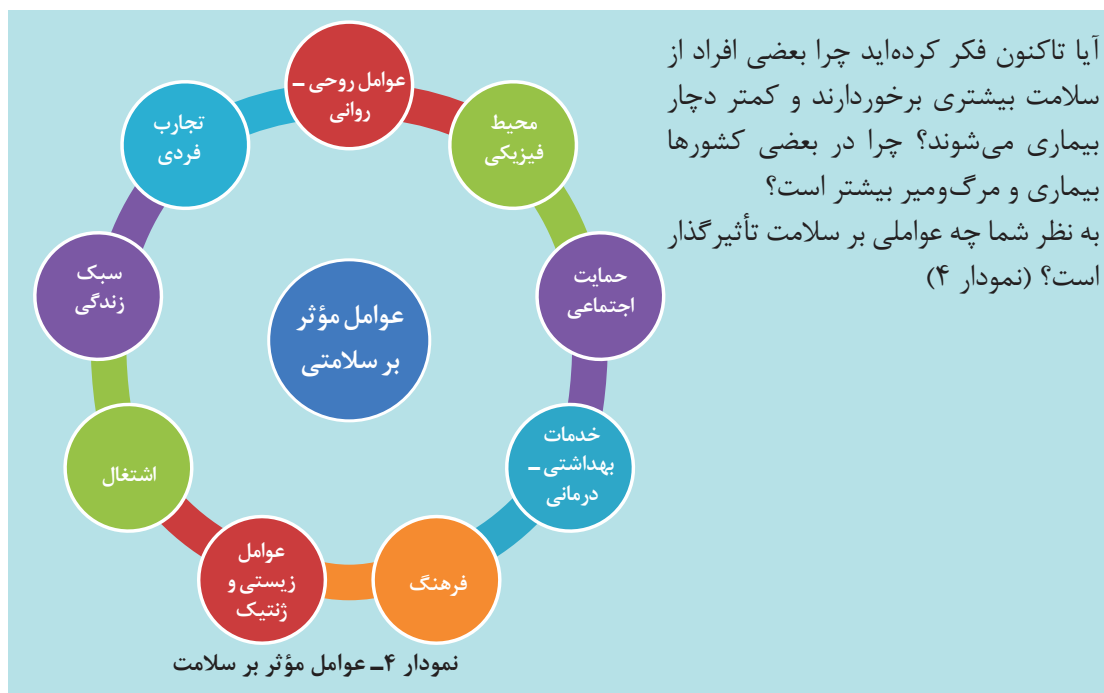 آیا تاکنون فکر کرده‌اید چرا بعضی افراد از
سلامت بیشتری برخوردارند و کمتر دچار
بیماری می‌شوند؟ چرا در بعضی کشورها
بیماری و مرگ‌ومیر بیشتر است؟
به نظر شما چه عواملی بر سلامت تأثیرگذار
است؟ (نمودار ۴)
عوامل روحی ـ
روانی
محیط
فیزیکی
حمایت
اجتماعی
خدمات
بهداشتی ـ
درمانی
فرهنگ
عوامل
زیستی و
ژنتیک
اشتغال
سبک
زندگی
تجارب
فردی
عوامل مؤثر
بر سلامتی
نمودار ۴ـ عوامل مؤثر بر سلامت